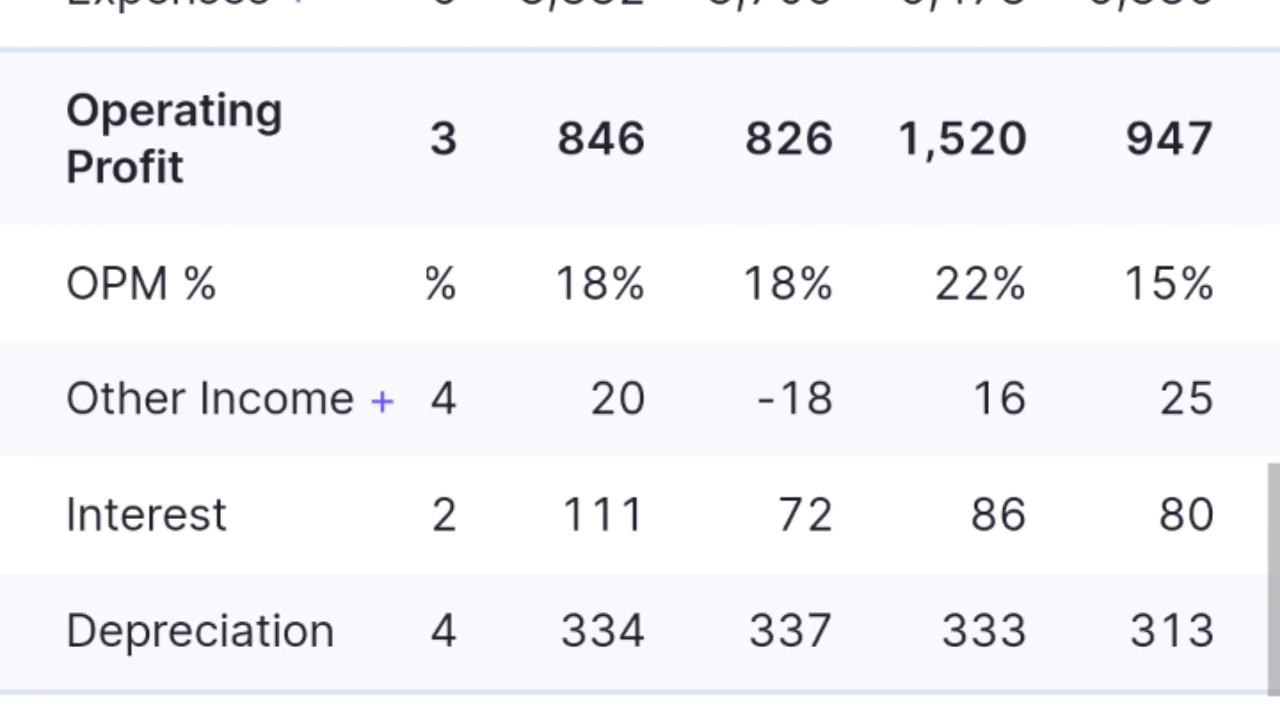 Expenses +
Operating
Profit 3 846 826 1,520 947
OPM % % 18% 18% 22% 15%
Other Income + 4 20 -18 16 25
Interest 2 111 72 86 80
Depreciation 4 334 337 333 313